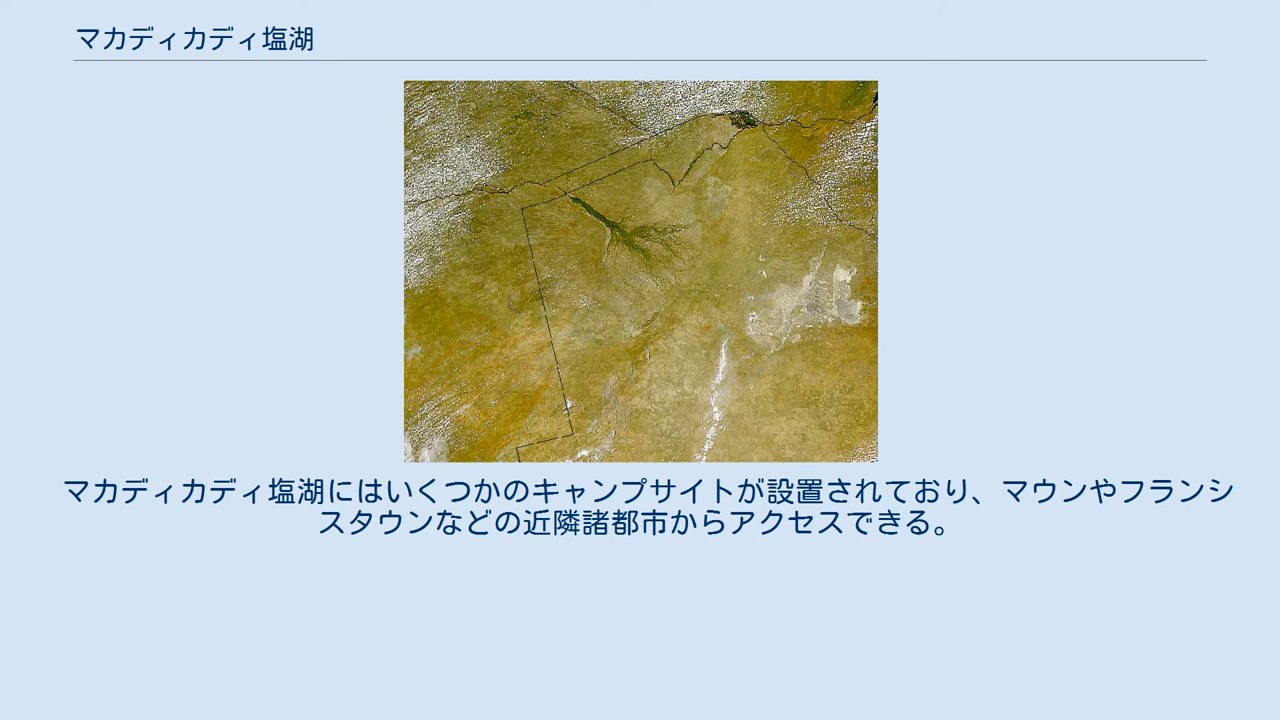 マカディカディ塩湖
マカディカディ塩湖にはいくつかのキャンプサイトが設置されており、マウンやフランシ
スタウンなどの近隣諸都市からアクセスできる。